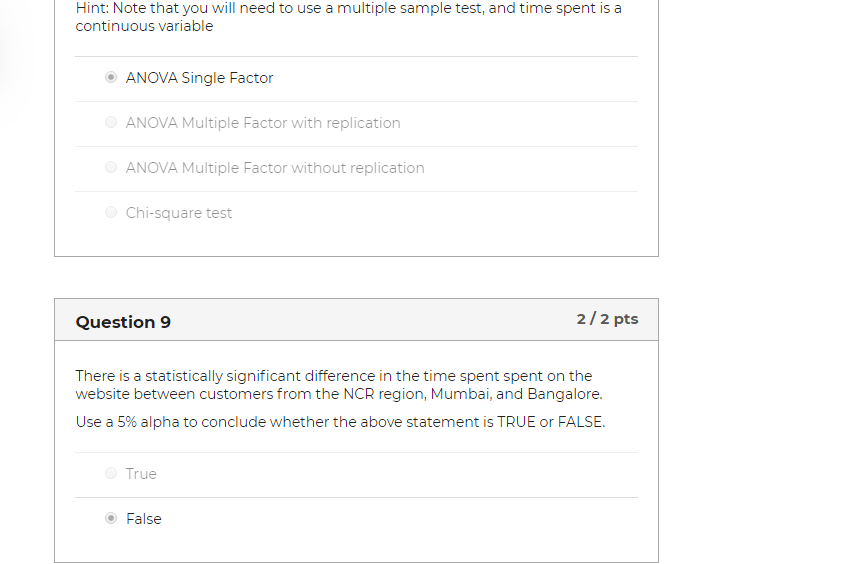 Hint: Note that you will need to use a multiple sample test, and time spent is a
continuous variable
ANOVA Single Factor
ANOVA Multiple Factor with replication
ANOVA Multiple Factor without replication
Chi-square test
Question 9
2 / 2 pts
There is a statistically significant difference in the time spent spent on the
website between customers from the NCR region, Mumbai, and Bangalore.
Use a 5% alpha to conclude whether the above statement is TRUE or FALSE.
True
False